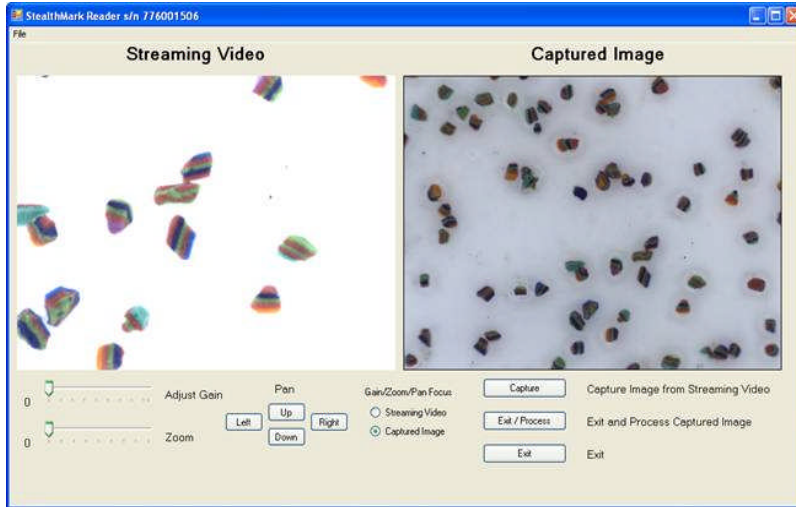 StealthMark Reader s/n 776001506
File
Streaming Video
Captured Image
0
Adjust Gain
0
Zoom
Pan
Up
Left
Right
Down
Gain/Zoom/Pan Focus
Streaming Video
Captured Image
Capture
Capture Image from Streaming Video
Exit / Process
Exit and Process Captured Image
Exit
Exit